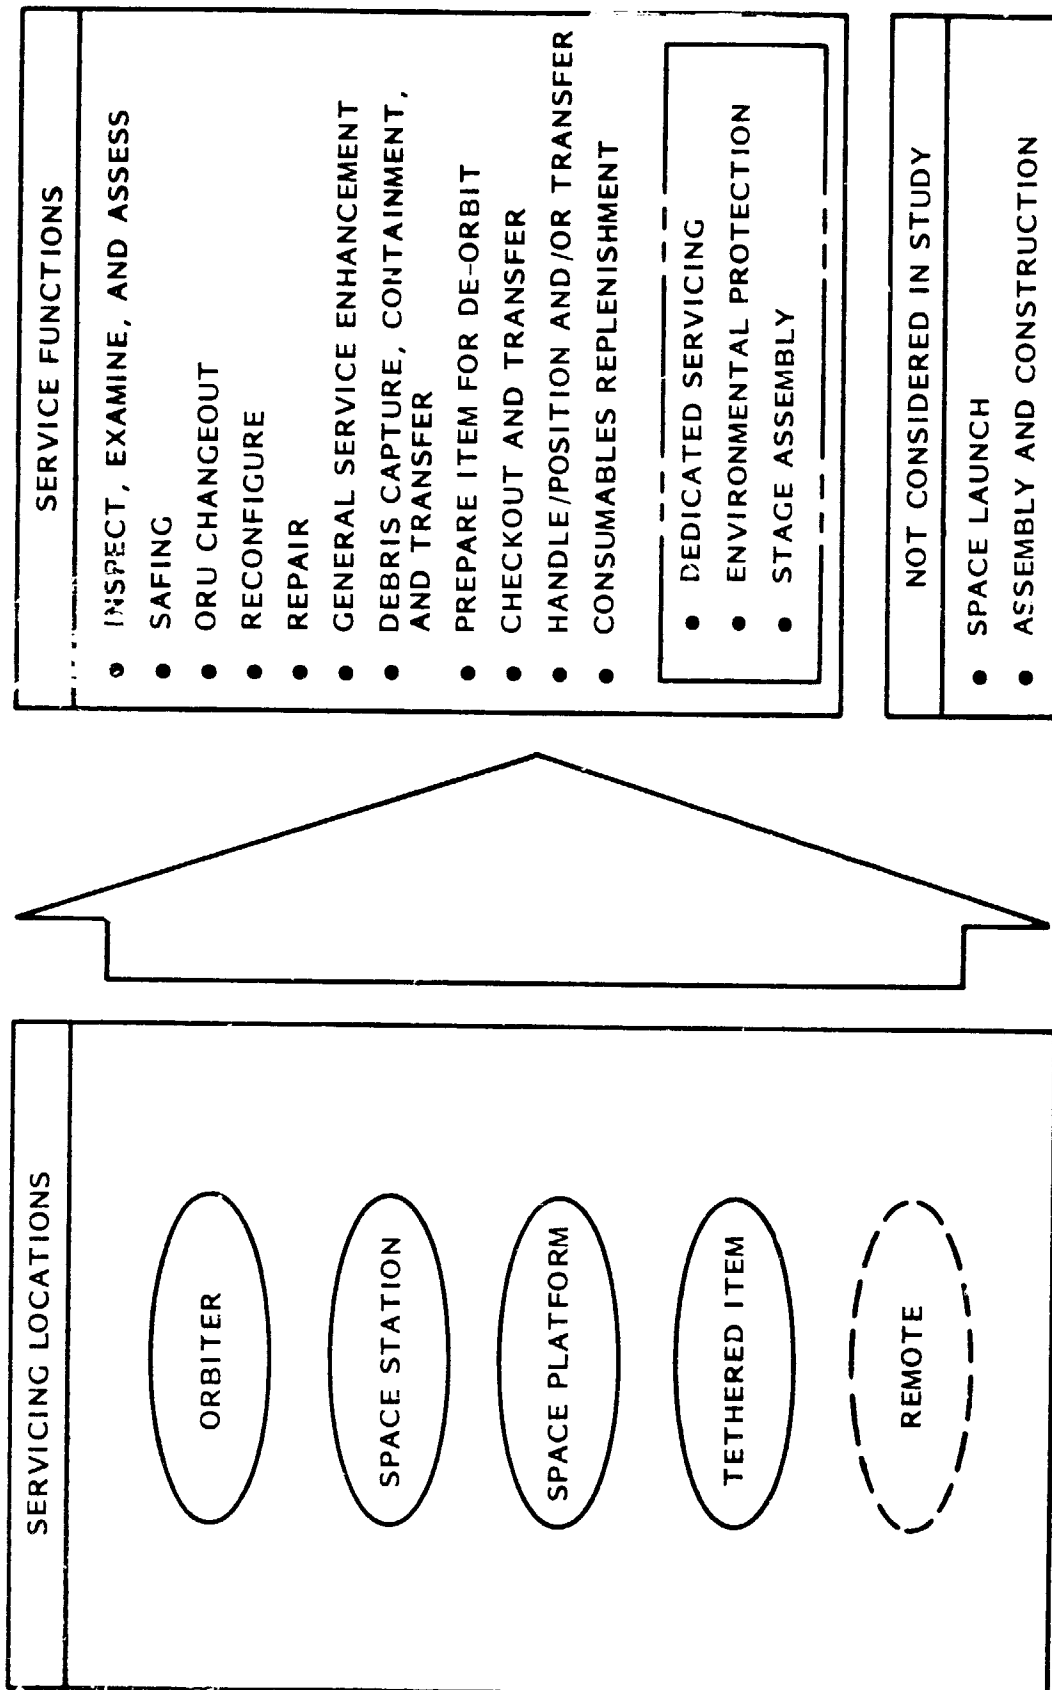 SERVICING LOCATIONS
ORBITER
SPACE STATION
SPACE PLATFORM
TETHERED ITEM
REMOTE
SERVICE FUNCTIONS
• INSPECT, EXAMINE, AND ASSESS
• SAFING
• ORU CHANGEOUT
• RECONFIGURE
• REPAIR
• GENERAL SERVICE ENHANCEMENT
• DEBRIS CAPTURE, CONTAINMENT,
AND TRANSFER
• PREPARE ITEM FOR DE-ORBIT
• CHECKOUT AND TRANSFER
• HANDLE/POSITION AND/OR TRANSFER
• CONSUMABLES REPLENISHMENT
• DEDICATED SERVICING
• ENVIRONMENTAL PROTECTION
• STAGE ASSEMBLY
NOT CONSIDERED IN STUDY
• SPACE LAUNCH
• ASSEMBLY AND CONSTRUCTION